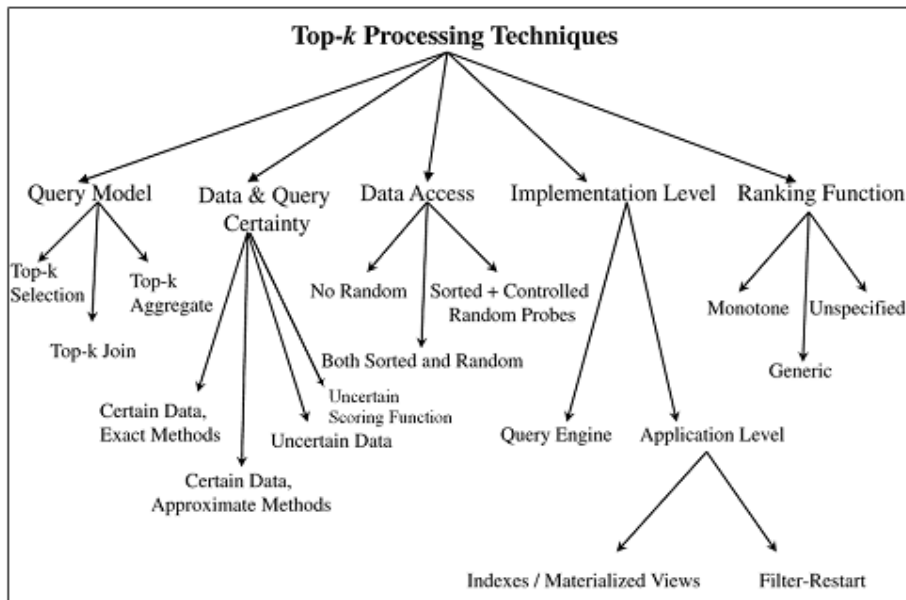 Top-k Processing Techniques
Query Model
Data & Query
Certainty
Data Access
Implementation Level
Ranking Function
Top-k
Selection
Top-k
Aggregate
Top-k Join
No Random
Sorted + Controlled
Random Probes
Both Sorted and Random
Monotone
Unspecified
Generic
Certain Data,
Exact Methods
Uncertain
Scoring Function
Uncertain Data
Certain Data,
Approximate Methods
Query Engine
Application Level
Indexes / Materialized Views
Filter-Restart